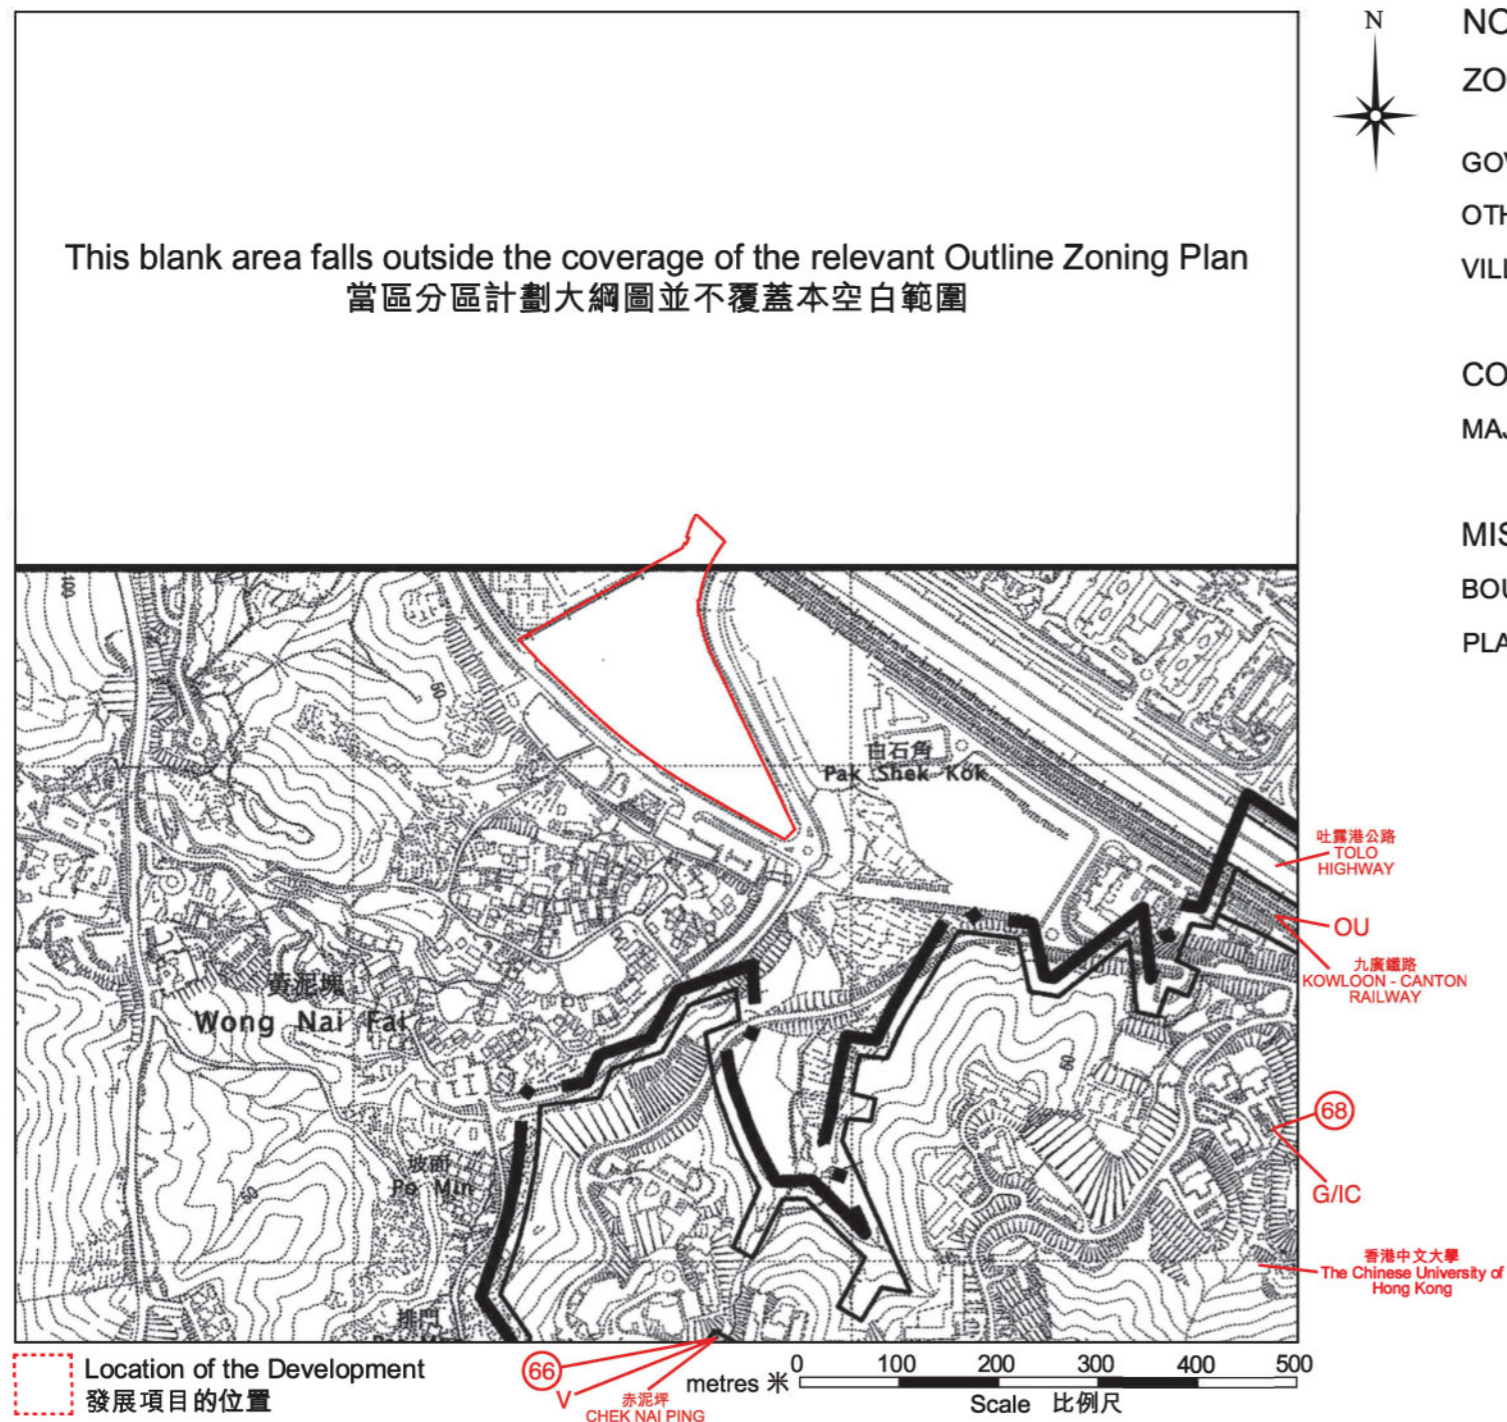 N
NO
ZO
GOV
OTH
VILL
CO
MAJ
MIS
BOU
PLA
This blank area falls outside the coverage of the relevant Outline Zoning Plan
當區分區計劃大綱圖並不覆蓋本空白範圍
100
50
白石角
Pak Shek Kok
吐露港公路
TOLO
HIGHWAY
OU
九廣鐵路
KOWLOON - CANTON
RAILWAY
黃泥塊
Wong Nai Fai
50
68
G/IC
坡面
Po Min
50
香港中文大學
The Chinese University of
Hong Kong
排門
Location of the Development
發展項目的位置
66
V
赤泥坪
CHEK NAI PING
metres 米
0 100 200 300 400 500
Scale 比例尺